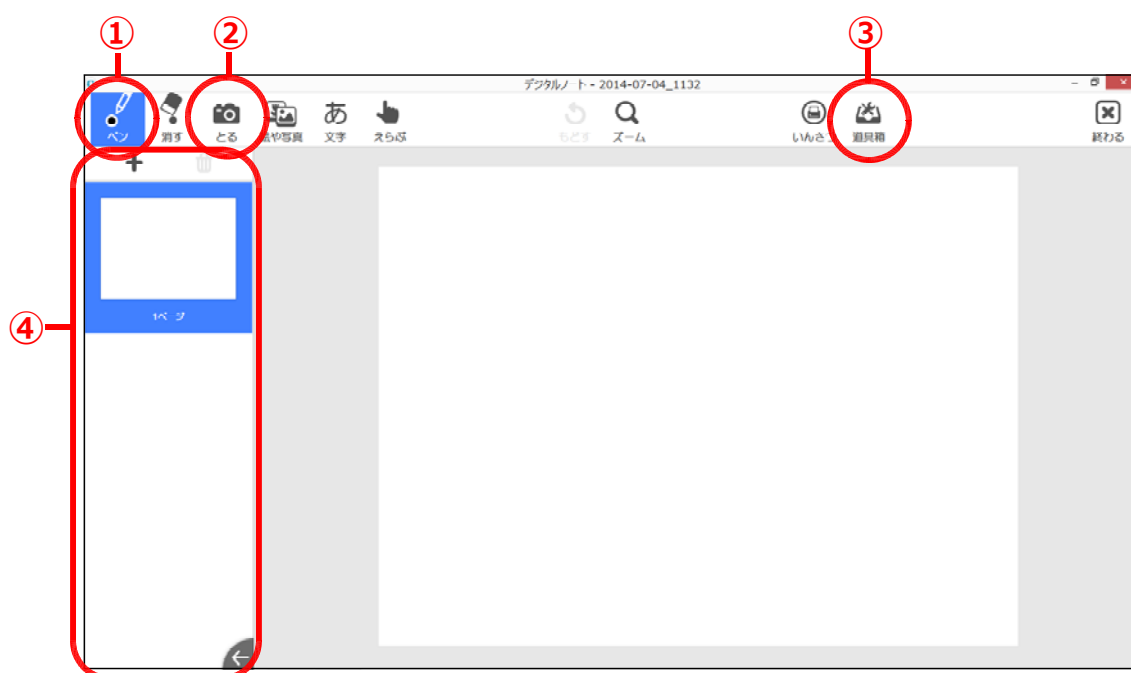 ① ② ③
デジタルノート - 2014-07-04_1132
ペン 消す とる 絵や写真 あ 文字 えらぶ もどす ズーム いんさつ 道具箱 終わる
1ページ
④